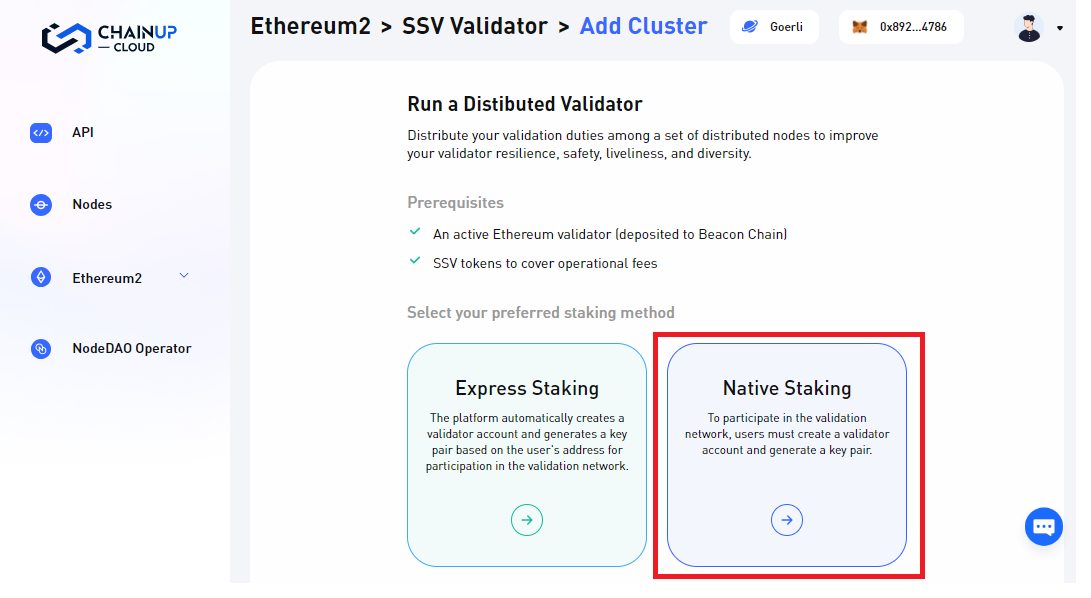 CHAINUP
CLOUD
Ethereum2 > SSV Validator > Add Cluster
Goerli
0x892...4786
API
Nodes
Ethereum2
NodeDAO Operator
Run a Distibuted Validator
Distribute your validation duties among a set of distributed nodes to improve
your validator resilience, safety, liveliness, and diversity.
Prerequisites
An active Ethereum validator (deposited to Beacon Chain)
SSV tokens to cover operational fees
Select your preferred staking method
Express Staking
The platform automatically creates a
validator account and generates a key
pair based on the user's address for
participation in the validation network.
Native Staking
To participate in the validation
network, users must create a validator
account and generate a key pair.